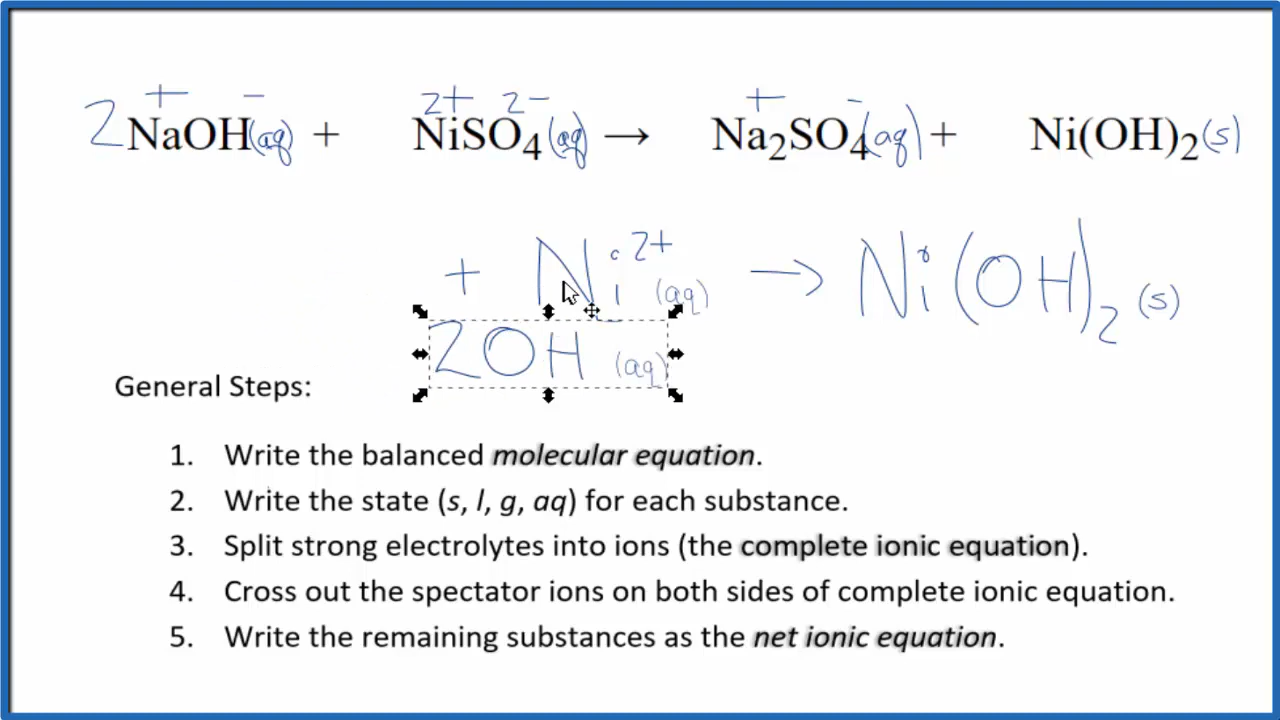 2NaOH⁺ ⁻(aq) + NiSO₄²⁺ ²⁻(aq) → Na₂SO₄⁺ ⁻(aq) + Ni(OH)₂(s)
+ Ni²⁺(aq) → Ni(OH)₂(s)
2OH (aq)
General Steps:
1. Write the balanced molecular equation.
2. Write the state (s, l, g, aq) for each substance.
3. Split strong electrolytes into ions (the complete ionic equation).
4. Cross out the spectator ions on both sides of complete ionic equation.
5. Write the remaining substances as the net ionic equation.